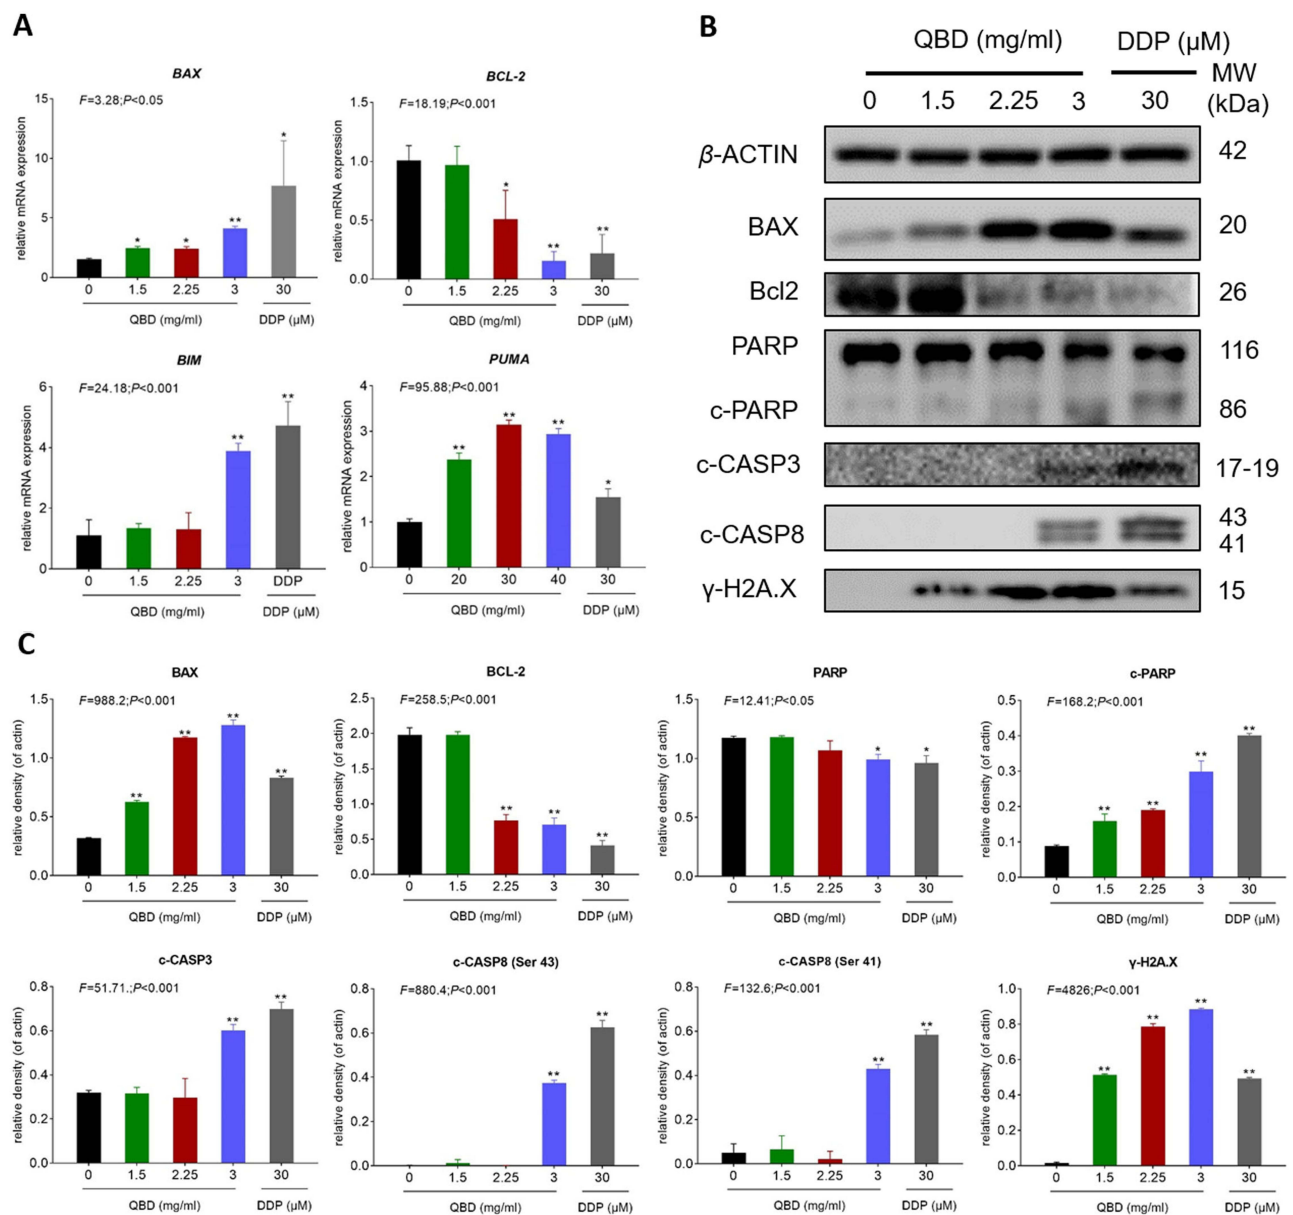 A
BAX
F=3.28;P<0.05
relative mRNA expression
15
10
5
0
*
*
**
*
0 1.5 2.25 3 30
QBD (mg/ml) DDP (μM)
BCL-2
F=18.19;P<0.001
relative mRNA expression
1.5
1.0
0.5
0.0
*
**
**
0 1.5 2.25 3 30
QBD (mg/ml) DDP (μM)
BIM
F=24.18;P<0.001
relative mRNA expression
6
4
2
0
**
**
0 1.5 2.25 3 DDP
QBD (mg/ml) DDP (μM)
PUMA
F=95.88;P<0.001
relative mRNA expression
4
3
2
1
0
**
**
**
*
0 20 30 40 30
QBD (mg/ml) DDP (μM)
B
QBD (mg/ml) DDP (μM)
MW
(kDa)
0 1.5 2.25 3 30
β-ACTIN 42
BAX 20
Bcl2 26
PARP 116
c-PARP 86
c-CASP3 17-19
c-CASP8 43
41
γ-H2A.X 15
C
BAX
F=988.2;P<0.001
relative density (of actin)
1.5
1.0
0.5
0.0
**
**
**
**
0 1.5 2.25 3 30
QBD (mg/ml) DDP (μM)
BCL-2
F=258.5;P<0.001
relative density (of actin)
2.5
2.0
1.5
1.0
0.5
0.0
**
**
**
0 1.5 2.25 3 30
QBD (mg/ml) DDP (μM)
PARP
F=12.41;P<0.05
relative density (of actin)
1.5
1.0
0.5
0.0
*
*
0 1.5 2.25 3 30
QBD (mg/ml) DDP (μM)
c-PARP
F=168.2;P<0.001
relative density (of actin)
0.5
0.4
0.3
0.2
0.1
0.0
**
**
**
**
0 1.5 2.25 3 30
QBD (mg/ml) DDP (μM)
c-CASP3
F=51.71.;P<0.001
relative density (of actin)
0.8
0.6
0.4
0.2
0.0
**
**
0 1.5 2.25 3 30
QBD (mg/ml) DDP (μM)
c-CASP8 (Ser 43)
F=880.4;P<0.001
relative density (of actin)
0.8
0.6
0.4
0.2
0.0
**
**
0 1.5 2.25 3 30
QBD (mg/ml) DDP (μM)
c-CASP8 (Ser 41)
F=132.6;P<0.001
relative density (of actin)
0.8
0.6
0.4
0.2
0.0
**
**
0 1.5 2.25 3 30
QBD (mg/ml) DDP (μM)
γ-H2A.X
F=4826;P<0.001
relative density (of actin)
1.0
0.8
0.6
0.4
0.2
0.0
**
**
**
**
0 1.5 2.25 3 30
QBD (mg/ml) DDP (μM)